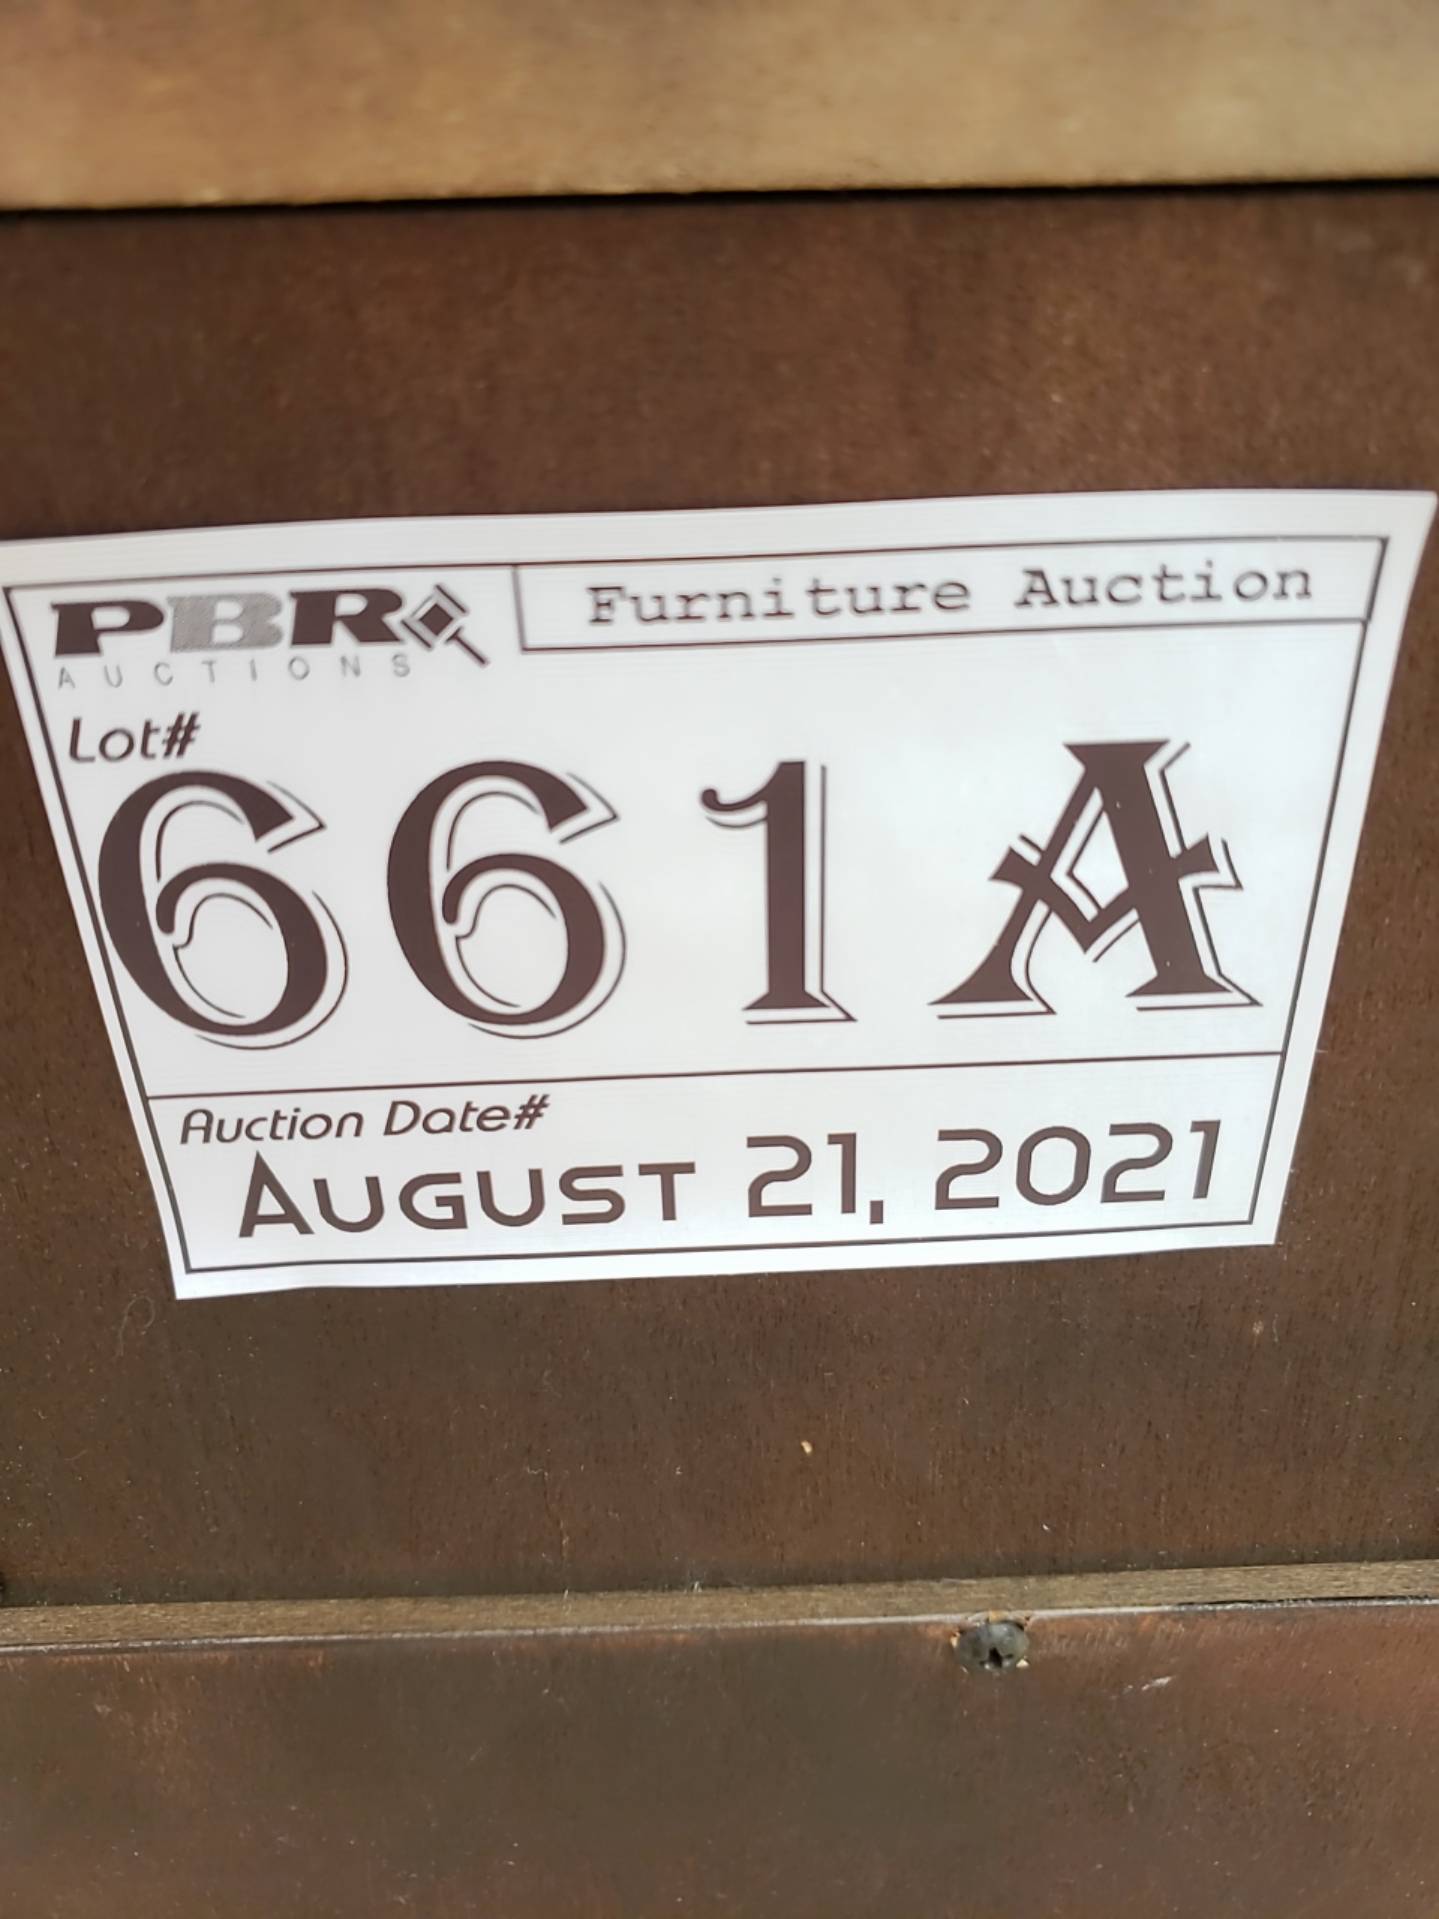 PBR
AUCTIONS
Furniture Auction
Lot#
661A
Auction Date#
AUGUST 21, 2021